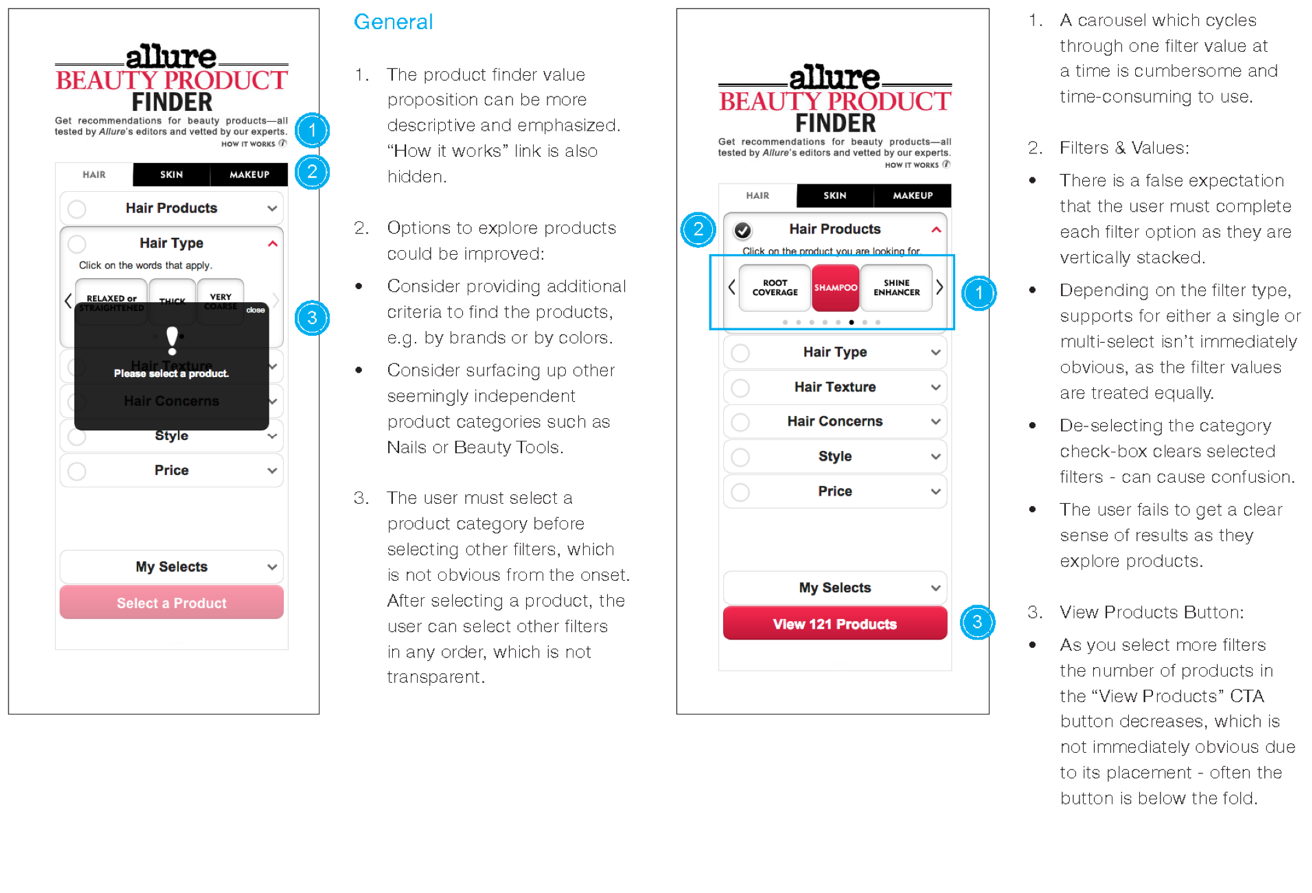 allure
BEAUTY PRODUCT
FINDER
Get recommendations for beauty products—all
tested by Allure's editors and vetted by our experts.
HOW IT WORKS i
1
HAIR SKIN MAKEUP
2
Hair Products
Hair Type
Click on the words that apply.
RELAXED or
STRAIGHTENED
THICK
VERY
COARSE
close
3
!
Hair Texture
Please select a product.
Hair Concerns
Style
Price
My Selects
Select a Product
General
1. The product finder value
proposition can be more
descriptive and emphasized.
“How it works” link is also
hidden.
2. Options to explore products
could be improved:
• Consider providing additional
criteria to find the products,
e.g. by brands or by colors.
• Consider surfacing up other
seemingly independent
product categories such as
Nails or Beauty Tools.
3. The user must select a
product category before
selecting other filters, which
is not obvious from the onset.
After selecting a product, the
user can select other filters
in any order, which is not
transparent.
allure
BEAUTY PRODUCT
FINDER
Get recommendations for beauty products—all
tested by Allure's editors and vetted by our experts.
HOW IT WORKS i
HAIR SKIN MAKEUP
2
Hair Products
Click on the product you are looking for.
ROOT
COVERAGE
SHAMPOO
SHINE
ENHANCER
1
Hair Type
Hair Texture
Hair Concerns
Style
Price
My Selects
View 121 Products
3
1. A carousel which cycles
through one filter value at
a time is cumbersome and
time-consuming to use.
2. Filters & Values:
• There is a false expectation
that the user must complete
each filter option as they are
vertically stacked.
• Depending on the filter type,
supports for either a single or
multi-select isn’t immediately
obvious, as the filter values
are treated equally.
• De-selecting the category
check-box clears selected
filters - can cause confusion.
• The user fails to get a clear
sense of results as they
explore products.
3. View Products Button:
• As you select more filters
the number of products in
the “View Products” CTA
button decreases, which is
not immediately obvious due
to its placement - often the
button is below the fold.